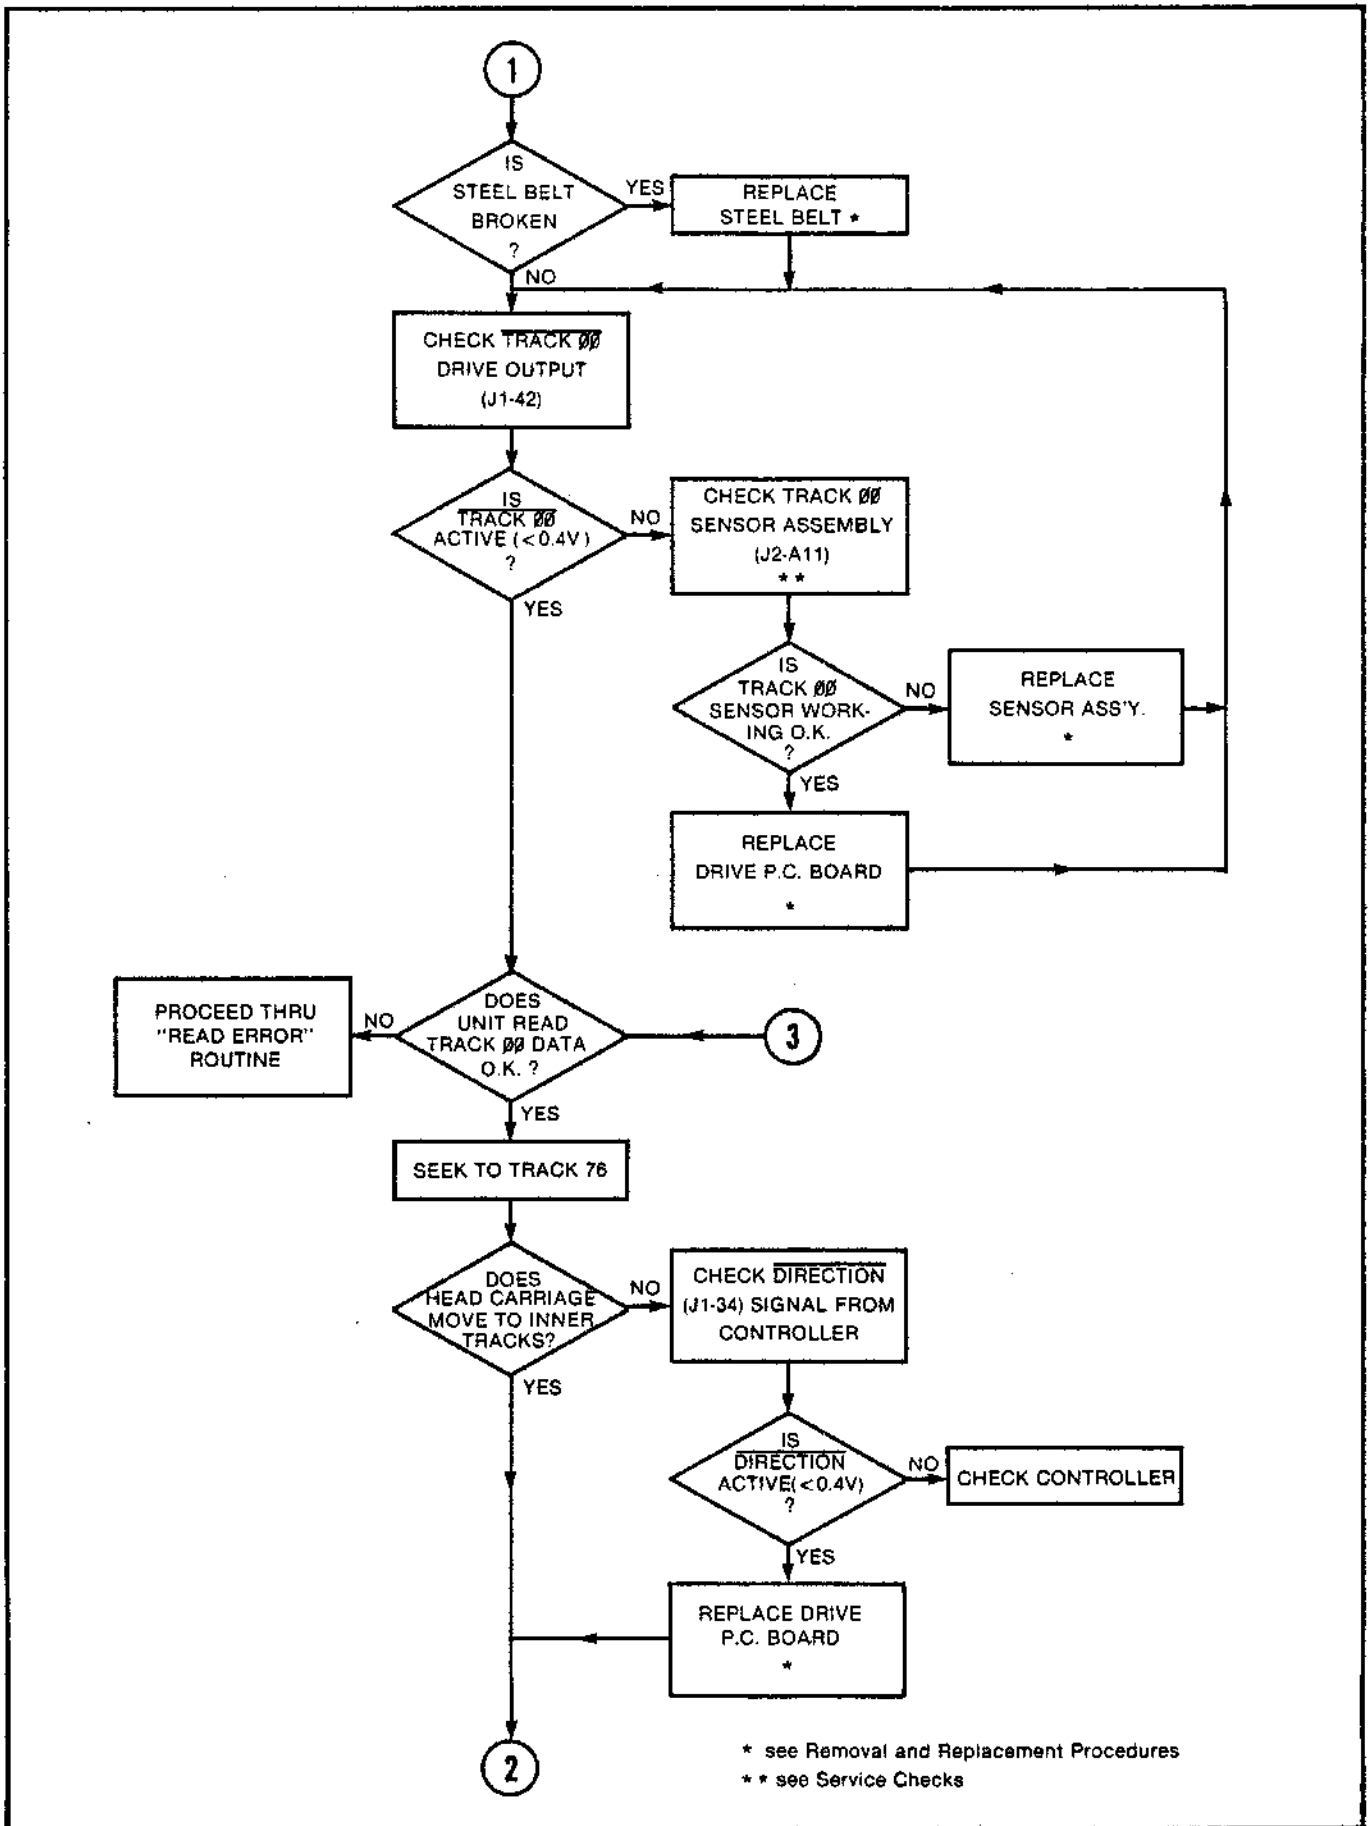 1
IS
STEEL BELT
BROKEN
?
YES
REPLACE
STEEL BELT *
NO
CHECK TRACK ØØ
DRIVE OUTPUT
(J1-42)
IS
TRACK ØØ
ACTIVE (<0.4V)
?
NO
CHECK TRACK ØØ
SENSOR ASSEMBLY
(J2-A11)
* *
YES
IS
TRACK ØØ
SENSOR WORK-
ING O.K.
?
NO
REPLACE
SENSOR ASS'Y.
*
YES
REPLACE
DRIVE P.C. BOARD
*
DOES
UNIT READ
TRACK ØØ DATA
O.K. ?
NO
PROCEED THRU
"READ ERROR"
ROUTINE
3
YES
SEEK TO TRACK 76
DOES
HEAD CARRIAGE
MOVE TO INNER
TRACKS?
NO
CHECK DIRECTION
(J1-34) SIGNAL FROM
CONTROLLER
YES
IS
DIRECTION
ACTIVE(<0.4V)
?
NO
CHECK CONTROLLER
YES
REPLACE DRIVE
P.C. BOARD
*
2
* see Removal and Replacement Procedures
* * see Service Checks